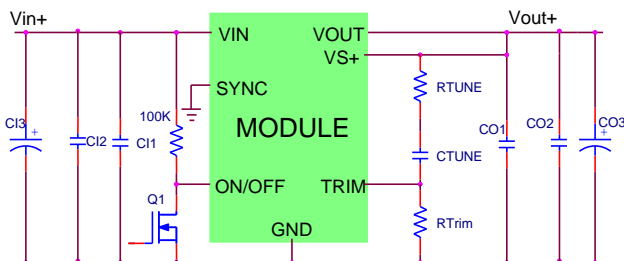 Vin+
Vout+
VIN
VOUT
VS+
SYNC
RTUNE
100K
CI3
+
CI2
CI1
MODULE
CO1
CO2
CO3
+
CTUNE
ON/OFF
TRIM
Q1
RTrim
GND